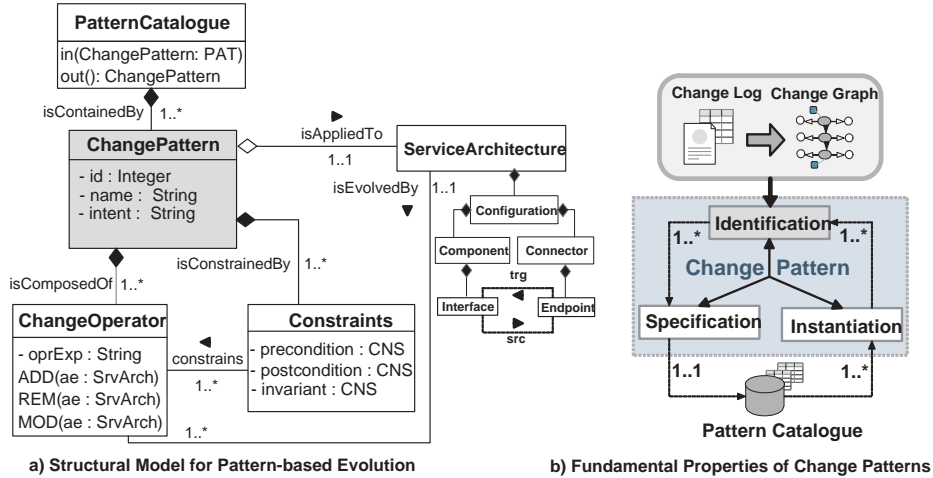 PatternCatalogue
in(ChangePattern: PAT)
out(): ChangePattern
isContainedBy
1..*
ChangePattern
- id : Integer
- name : String
- intent : String
isAppliedTo
1..1
ServiceArchitecture
isEvolvedBy
1..1
Configuration
Component
Connector
trg
Interface
Endpoint
src
isConstrainedBy
1..*
isComposedOf
1..*
ChangeOperator
- oprExp : String
ADD(ae : SrvArch)
REM(ae : SrvArch)
MOD(ae : SrvArch)
constrains
1..*
Constraints
- precondition : CNS
- postcondition : CNS
- invariant : CNS
1..*
a) Structural Model for Pattern-based Evolution
Change Log
Change Graph
Identification
1..*
1..*
Change Pattern
Specification
Instantiation
1..1
1..*
Pattern Catalogue
b) Fundamental Properties of Change Patterns